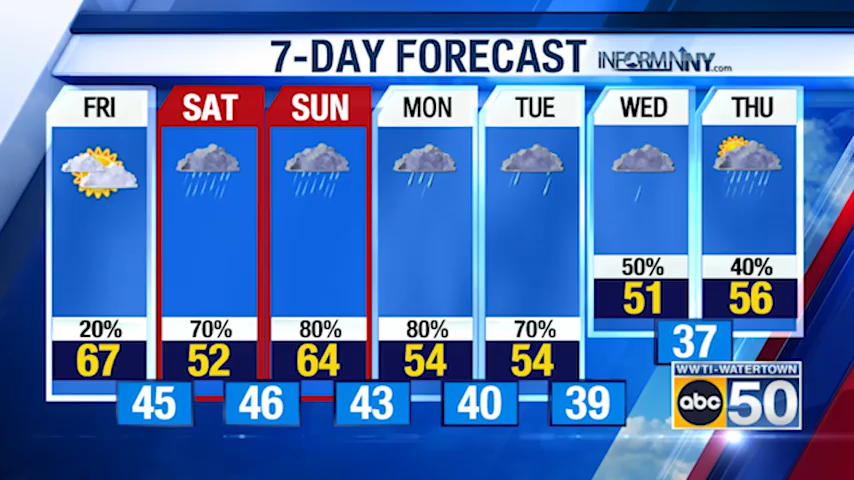 7-DAY FORECAST INFORMNNY.com
FRI SAT SUN MON TUE WED THU
50% 40%
51 56
20% 70% 80% 80% 70%
67 52 64 54 54
37
45 46 43 40 39
WWTI-WATERTOWN
abc 50